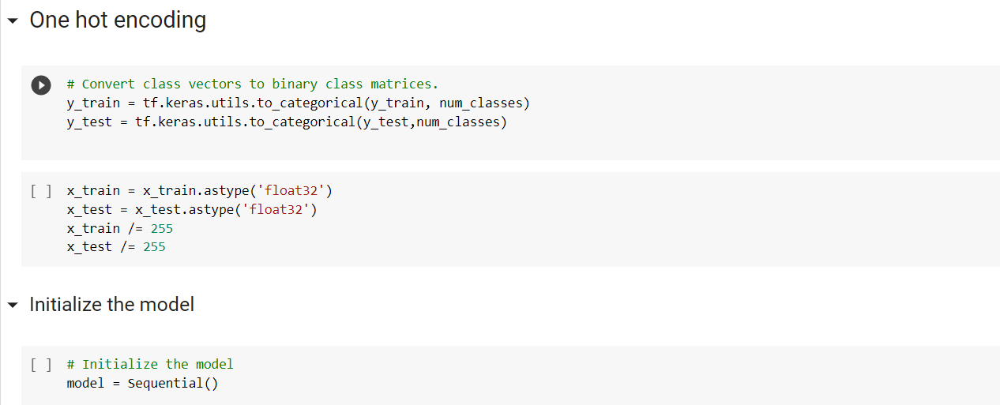 One hot encoding
# Convert class vectors to binary class matrices.
y_train = tf.keras.utils.to_categorical(y_train, num_classes)
y_test = tf.keras.utils.to_categorical(y_test,num_classes)
[ ] x_train = x_train.astype('float32')
x_test = x_test.astype('float32')
x_train /= 255
x_test /= 255
Initialize the model
[ ] # Initialize the model
model = Sequential()